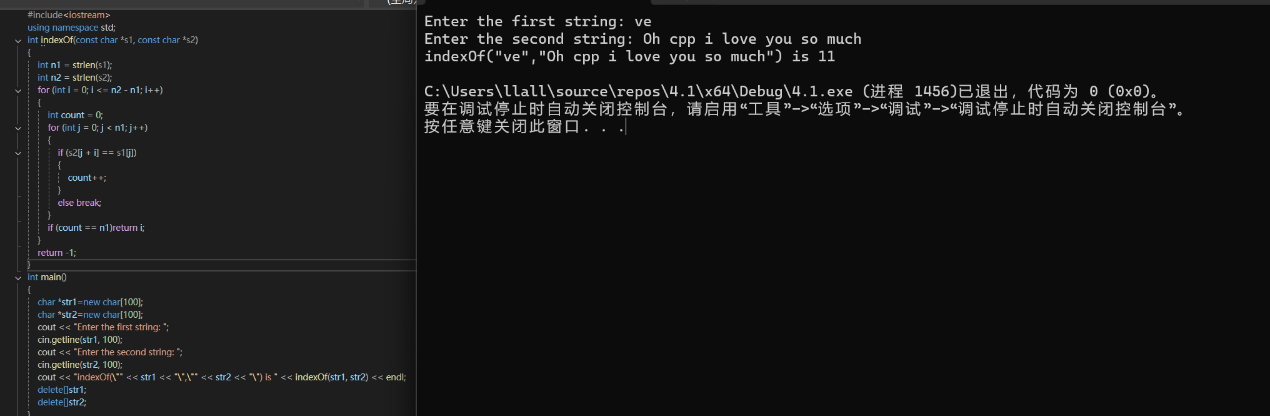 (全局
#include<iostream>
using namespace std;
int indexOf(const char *s1, const char *s2)
{
int n1 = strlen(s1);
int n2 = strlen(s2);
for (int i = 0; i <= n2 - n1; i++)
{
int count = 0;
for (int j = 0; j < n1; j++)
{
if (s2[j + i] == s1[j])
{
count++;
}
else break;
}
if (count == n1)return i;
}
return -1;
}
int main()
{
char *str1=new char[100];
char *str2=new char[100];
cout << "Enter the first string: ";
cin.getline(str1, 100);
cout << "Enter the second string: ";
cin.getline(str2, 100);
cout << "indexOf(\"" << str1 << "\",\"" << str2 << "\") is " << indexOf(str1, str2) << endl;
delete[]str1;
delete[]str2;
}
Enter the first string: ve
Enter the second string: Oh cpp i love you so much
indexOf("ve","Oh cpp i love you so much") is 11
C:\Users\llall\source\repos\4.1\x64\Debug\4.1.exe (进程 1456)已退出，代码为 0 (0x0)。
要在调试停止时自动关闭控制台，请启用“工具”->“选项”->“调试”->“调试停止时自动关闭控制台”。
按任意键关闭此窗口. . .